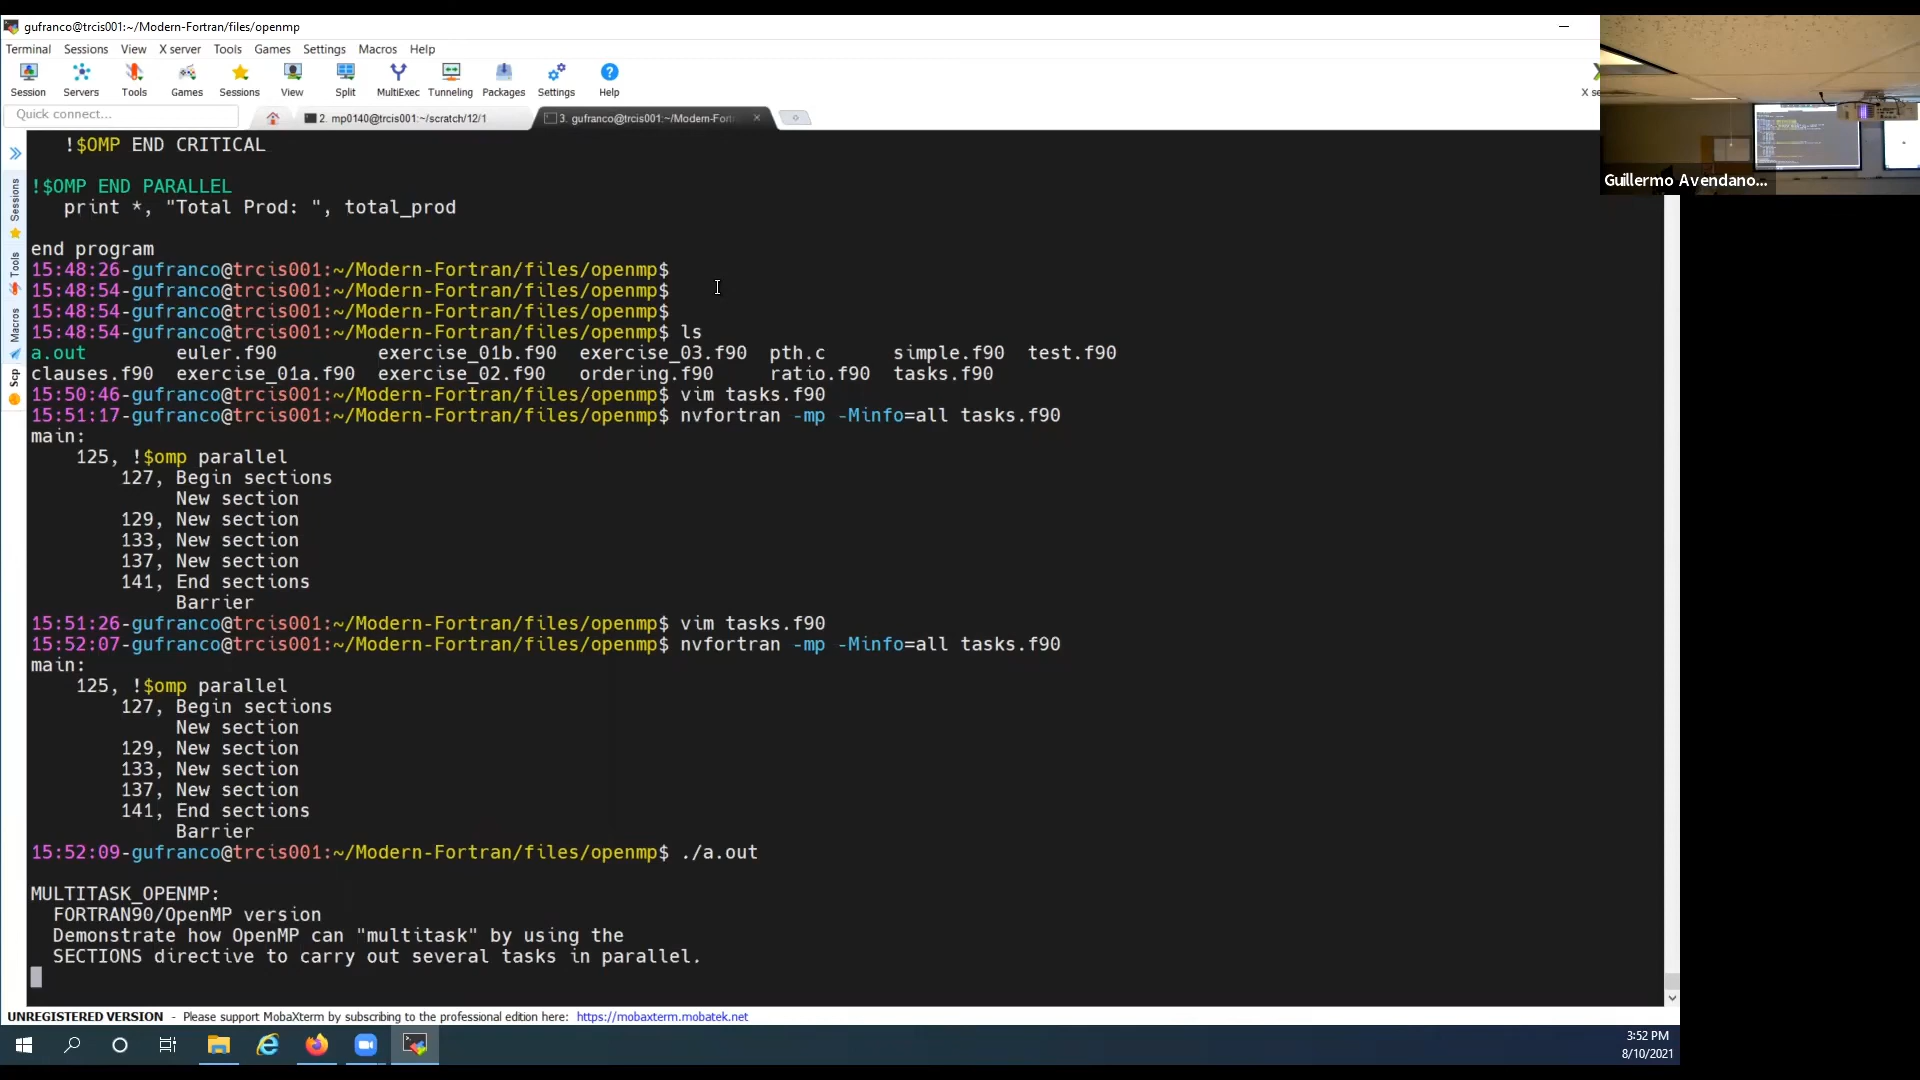 gufranco@trcis001:~/Modern-Fortran/files/openmp
Terminal Sessions View X server Tools Games Settings Macros Help
Session Servers Tools Games Sessions View Split MultiExec Tunneling Packages Settings Help X se
Quick connect... 2. mp0140@trcis001:~/scratch/12/1 3. gufranco@trcis001:~/Modern-Fort
Guillermo Avendano...
Sessions
Tools
Macros
Scp
!$OMP END CRITICAL
!$OMP END PARALLEL
print *, "Total Prod: ", total_prod
end program
15:48:26-gufranco@trcis001:~/Modern-Fortran/files/openmp$
15:48:54-gufranco@trcis001:~/Modern-Fortran/files/openmp$
15:48:54-gufranco@trcis001:~/Modern-Fortran/files/openmp$
15:48:54-gufranco@trcis001:~/Modern-Fortran/files/openmp$ ls
a.out euler.f90 exercise_01b.f90 exercise_03.f90 pth.c simple.f90 test.f90
clauses.f90 exercise_01a.f90 exercise_02.f90 ordering.f90 ratio.f90 tasks.f90
15:50:46-gufranco@trcis001:~/Modern-Fortran/files/openmp$ vim tasks.f90
15:51:17-gufranco@trcis001:~/Modern-Fortran/files/openmp$ nvfortran -mp -Minfo=all tasks.f90
main:
125, !$omp parallel
127, Begin sections
New section
129, New section
133, New section
137, New section
141, End sections
Barrier
15:51:26-gufranco@trcis001:~/Modern-Fortran/files/openmp$ vim tasks.f90
15:52:07-gufranco@trcis001:~/Modern-Fortran/files/openmp$ nvfortran -mp -Minfo=all tasks.f90
main:
125, !$omp parallel
127, Begin sections
New section
129, New section
133, New section
137, New section
141, End sections
Barrier
15:52:09-gufranco@trcis001:~/Modern-Fortran/files/openmp$ ./a.out
MULTITASK_OPENMP:
FORTRAN90/OpenMP version
Demonstrate how OpenMP can "multitask" by using the
SECTIONS directive to carry out several tasks in parallel.
UNREGISTERED VERSION - Please support MobaXterm by subscribing to the professional edition here: https://mobaxterm.mobatek.net
3:52 PM
8/10/2021